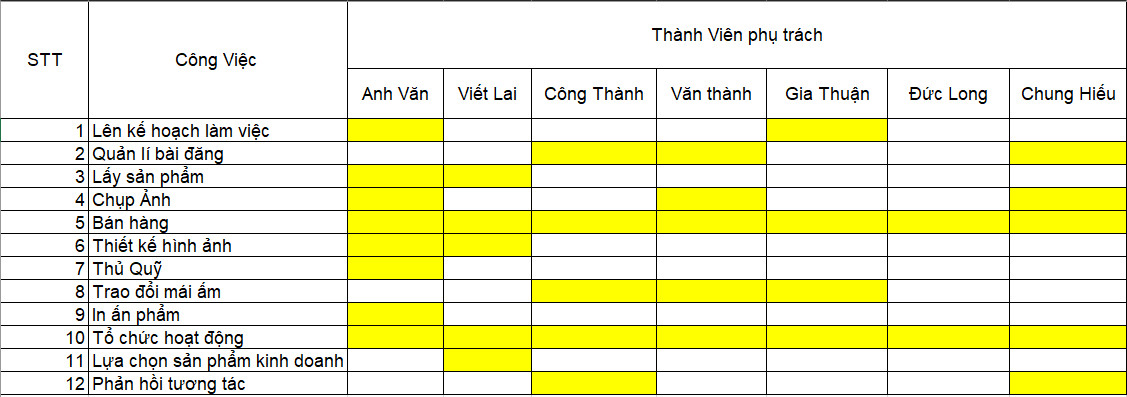 STT Công Việc Thành Viên phụ trách
Anh Văn Viết Lai Công Thành Văn thành Gia Thuận Đức Long Chung Hiếu
1 Lên kế hoạch làm việc
2 Quản lí bài đăng
3 Lấy sản phẩm
4 Chụp Ảnh
5 Bán hàng
6 Thiết kế hình ảnh
7 Thủ Quỹ
8 Trao đổi mái ấm
9 In ấn phẩm
10 Tổ chức hoạt động
11 Lựa chọn sản phẩm kinh doanh
12 Phản hồi tương tác